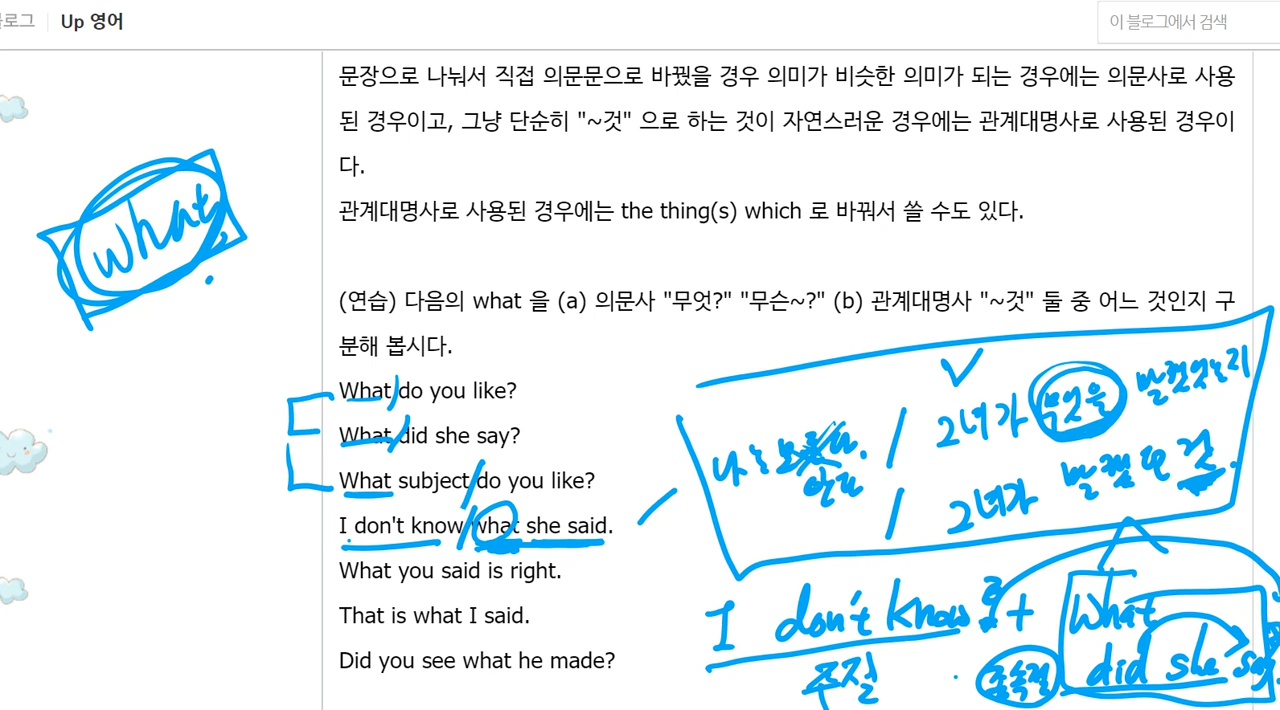 블로그 Up 영어
이 블로그에서 검색
문장으로 나눠서 직접 의문문으로 바꿨을 경우 의미가 비슷한 의미가 되는 경우에는 의문사로 사용
된 경우이고, 그냥 단순히 "~것" 으로 하는 것이 자연스러운 경우에는 관계대명사로 사용된 경우이
다.
관계대명사로 사용된 경우에는 the thing(s) which 로 바꿔서 쓸 수도 있다.
what
(연습) 다음의 what 을 (a) 의문사 "무엇?" "무슨~?" (b) 관계대명사 "~것" 둘 중 어느 것인지 구
분해 봅시다.
What do you like?
What did she say?
What subject do you like?
I don't know what she said.
What you said is right.
That is what I said.
Did you see what he made?
그녀가 무엇을 말했었는지
나는
안다
그녀가 말했던 걸.
I don't know + What
did she say
주절
종속절